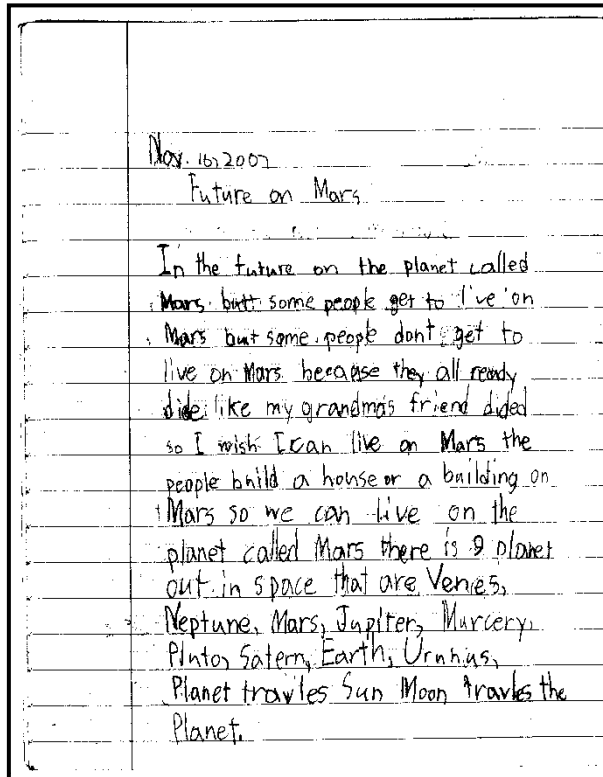 Nov. 16, 2007
Future on Mars
In the future on the planet called
Mars butt some people get to live on
Mars but some people dont get to
live on Mars because they all ready
dide like my grandma's friend dided
so I wish I can live on Mars the
people build a house or a building on
Mars so we can live on the
planet called Mars there is 9 planet
out in space that are Venies,
Neptune, Mars, Jupiter, Murcery,
Pluto, Satern, Earth, Urnnus,
Planet travles Sun Moon travles the
Planet.